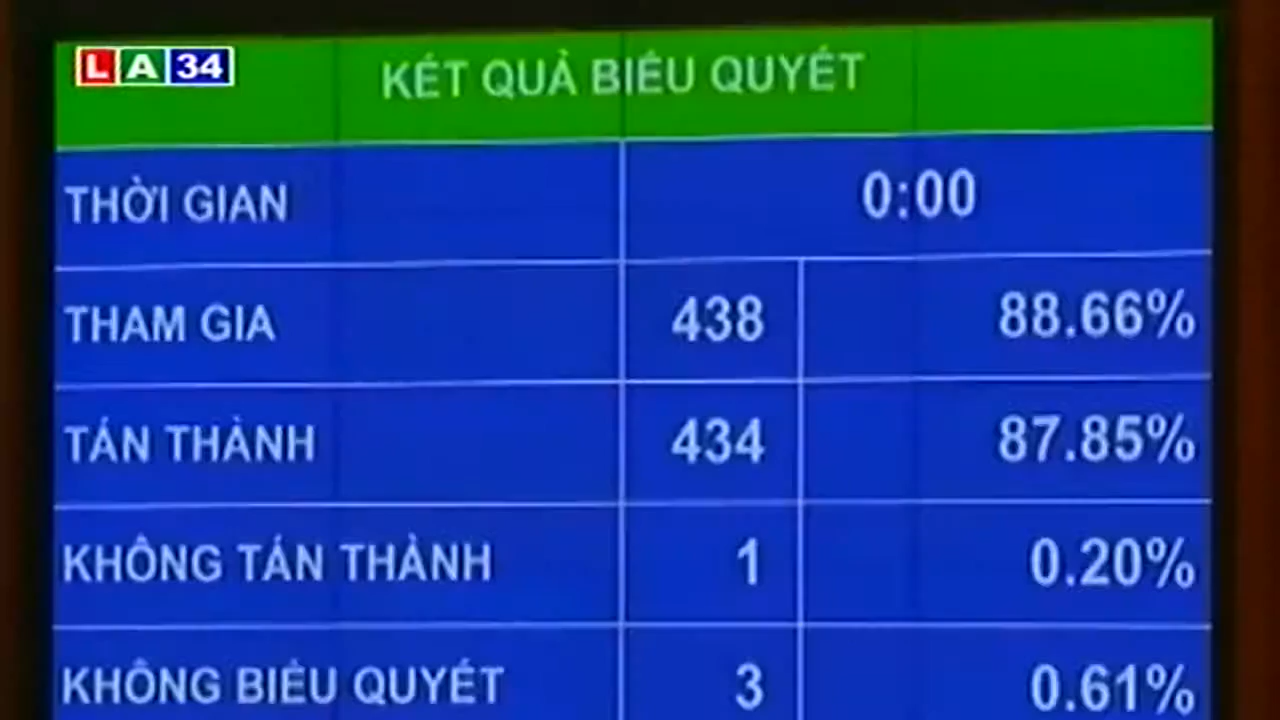 LA34
KẾT QUẢ BIỂU QUYẾT
THỜI GIAN 0:00
THAM GIA 438 88.66%
TÁN THÀNH 434 87.85%
KHÔNG TÁN THÀNH 1 0.20%
KHÔNG BIỂU QUYẾT 3 0.61%